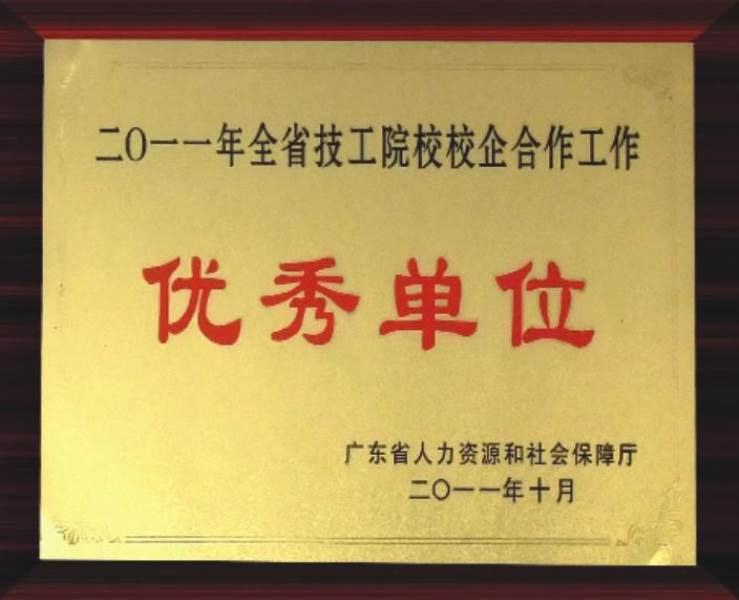 二〇一一年全省技工院校校企合作工作
优秀单位
广东省人力资源和社会保障厅
二〇一一年十月